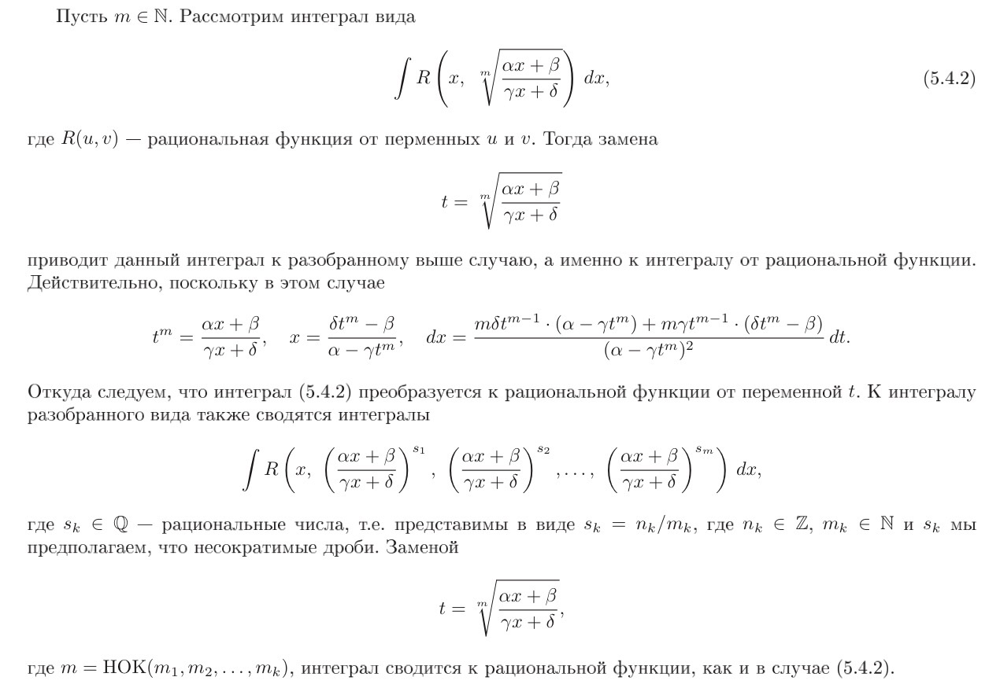 Пусть $m \in \mathbb{N}$. Рассмотрим интеграл вида
$$\int R\left(x, \sqrt[m]{\frac{\alpha x + \beta}{\gamma x + \delta}}\right) dx, \quad (5.4.2)$$
где $R(u, v)$ — рациональная функция от перменных $u$ и $v$. Тогда замена
$$t = \sqrt[m]{\frac{\alpha x + \beta}{\gamma x + \delta}}$$
приводит данный интеграл к разобранному выше случаю, а именно к интегралу от рациональной функции.
Действительно, поскольку в этом случае
$$t^m = \frac{\alpha x + \beta}{\gamma x + \delta}, \quad x = \frac{\delta t^m - \beta}{\alpha - \gamma t^m}, \quad dx = \frac{m\delta t^{m-1} \cdot (\alpha - \gamma t^m) + m\gamma t^{m-1} \cdot (\delta t^m - \beta)}{(\alpha - \gamma t^m)^2} dt.$$
Откуда следуем, что интеграл (5.4.2) преобразуется к рациональной функции от переменной $t$. К интегралу
разобранного вида также сводятся интегралы
$$\int R\left(x, \left(\frac{\alpha x + \beta}{\gamma x + \delta}\right)^{s_1}, \left(\frac{\alpha x + \beta}{\gamma x + \delta}\right)^{s_2}, \ldots, \left(\frac{\alpha x + \beta}{\gamma x + \delta}\right)^{s_m}\right) dx,$$
где $s_k \in \mathbb{Q}$ — рациональные числа, т.е. представимы в виде $s_k = n_k/m_k$, где $n_k \in \mathbb{Z}$, $m_k \in \mathbb{N}$ и $s_k$ мы
предполагаем, что несократимые дроби. Заменой
$$t = \sqrt[m]{\frac{\alpha x + \beta}{\gamma x + \delta}},$$
где $m = \text{НОК}(m_1, m_2, \ldots, m_k)$, интеграл сводится к рациональной функции, как и в случае (5.4.2).